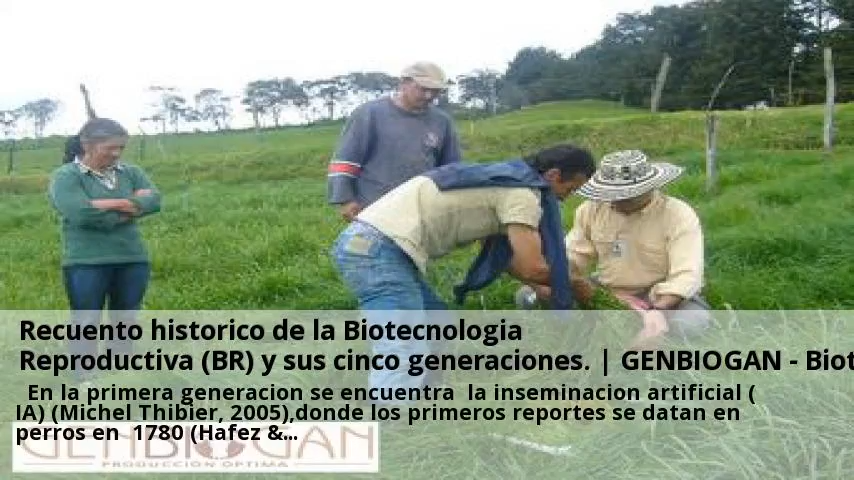 Recuento historico de la Biotecnologia
Reproductiva (BR) y sus cinco generaciones. | GENBIOGAN - Biot
En la primera generacion se encuentra  la inseminacion artificial (
IA) (Michel Thibier, 2005),donde los primeros reportes se datan en
perros en  1780 (Hafez &...
GENBIOGAN
PRODUCCIÓN OPTIMA